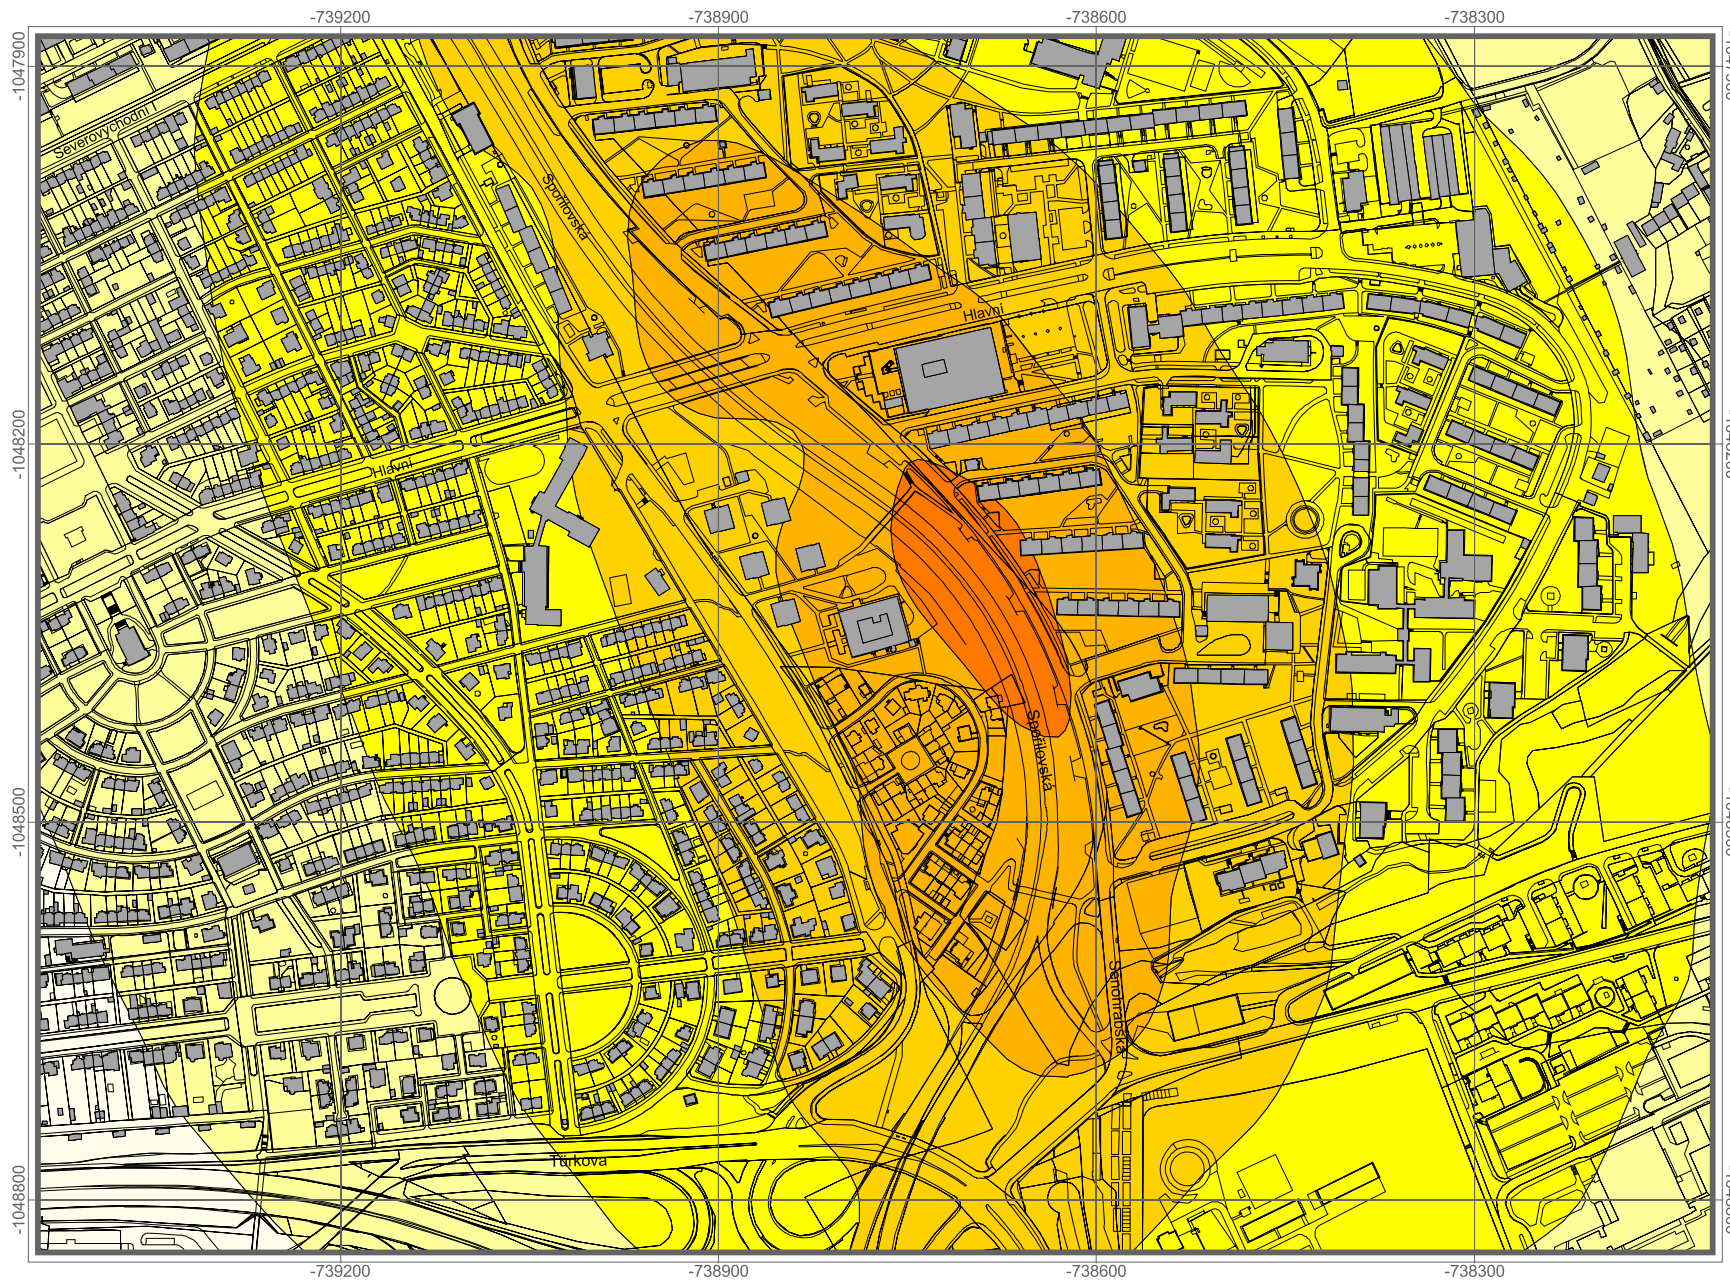 -739200 -738900 -738600 -738300
-1047900
Severovýchodní I
Spořilovská
Hlavní
-1048200
Hlavní
Spořilovská
-1048500
Senohrabská
Türkova
-1048800
-739200 -738900 -738600 -738300